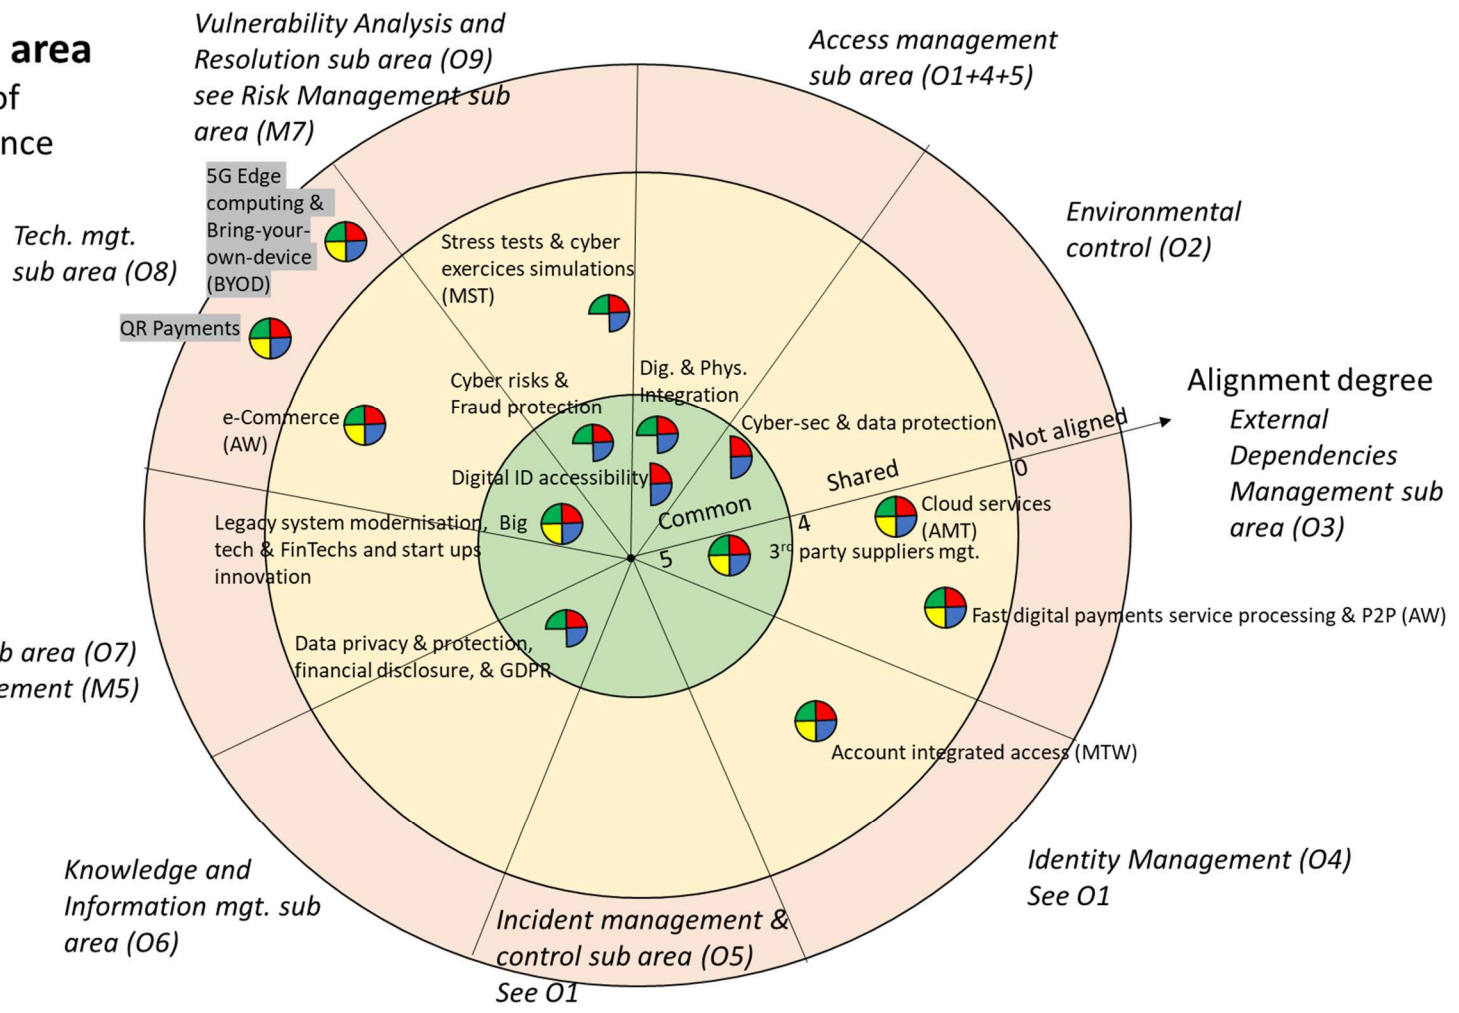 area
of
nce
Vulnerability Analysis and
Resolution sub area (O9)
see Risk Management sub
area (M7)
Access management
sub area (O1+4+5)
5G Edge
computing &
Bring-your-
own-device
(BYOD)
Tech. mgt.
sub area (O8)
QR Payments
Environmental
control (O2)
Stress tests & cyber
exercices simulations
(MST)
Dig. & Phys.
Integration
Cyber risks &
Fraud protection
e-Commerce
(AW)
Cyber-sec & data protection
Not aligned
0
Alignment degree
External
Dependencies
Management sub
area (O3)
Digital ID accessibility
Common
Shared
4
5
Cloud services
(AMT)
3rd party suppliers mgt.
Legacy system modernisation, Big
tech & FinTechs and start ups
innovation
Fast digital payments service processing & P2P (AW)
Data privacy & protection,
financial disclosure, & GDPR
b area (O7)
ement (M5)
Account integrated access (MTW)
Knowledge and
Information mgt. sub
area (O6)
Incident management &
control sub area (O5)
See O1
Identity Management (O4)
See O1